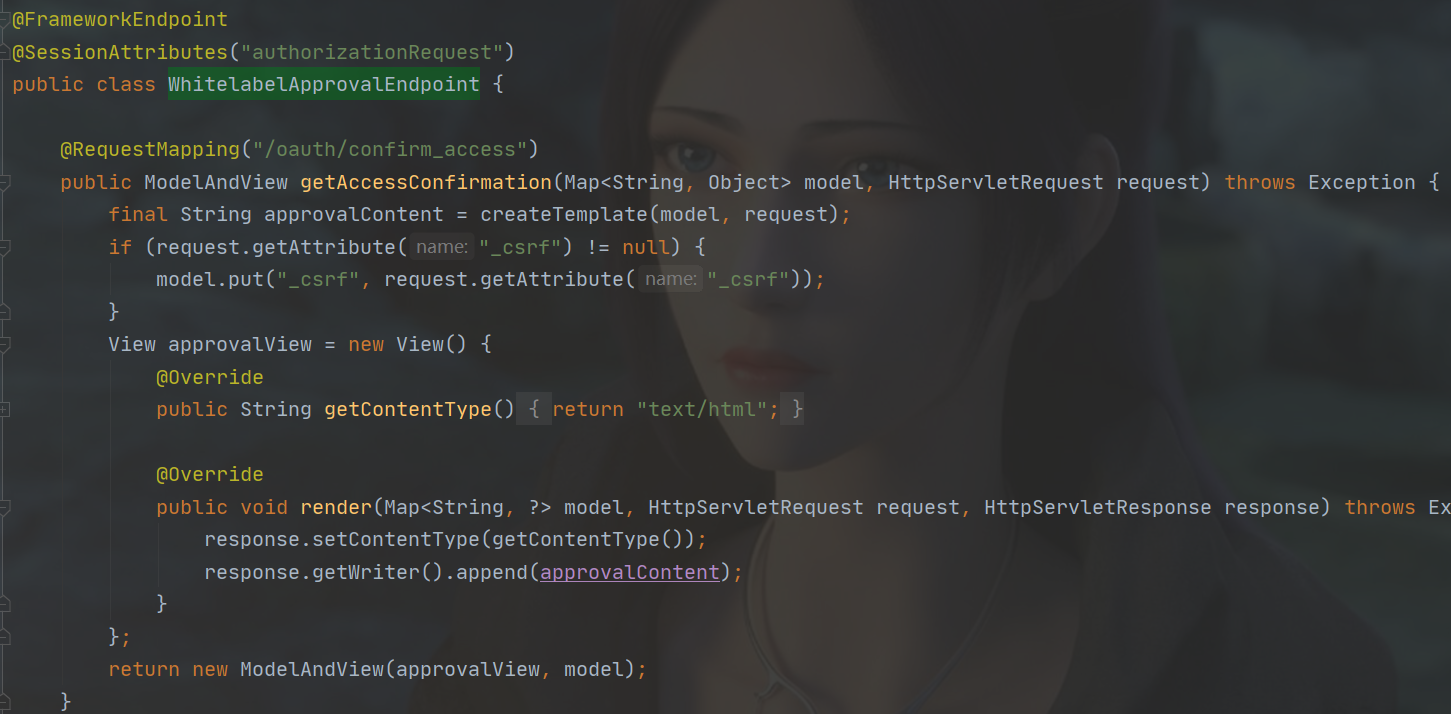 @FrameworkEndpoint
@SessionAttributes("authorizationRequest")
public class WhitelabelApprovalEndpoint {
@RequestMapping("/oauth/confirm_access")
public ModelAndView getAccessConfirmation(Map<String, Object> model, HttpServletRequest request) throws Exception {
final String approvalContent = createTemplate(model, request);
if (request.getAttribute( name: "_csrf") != null) {
model.put("_csrf", request.getAttribute( name: "_csrf"));
}
View approvalView = new View() {
@Override
public String getContentType() { return "text/html"; }
@Override
public void render(Map<String, ?> model, HttpServletRequest request, HttpServletResponse response) throws Ex
response.setContentType(getContentType());
response.getWriter().append(approvalContent);
}
};
return new ModelAndView(approvalView, model);
}